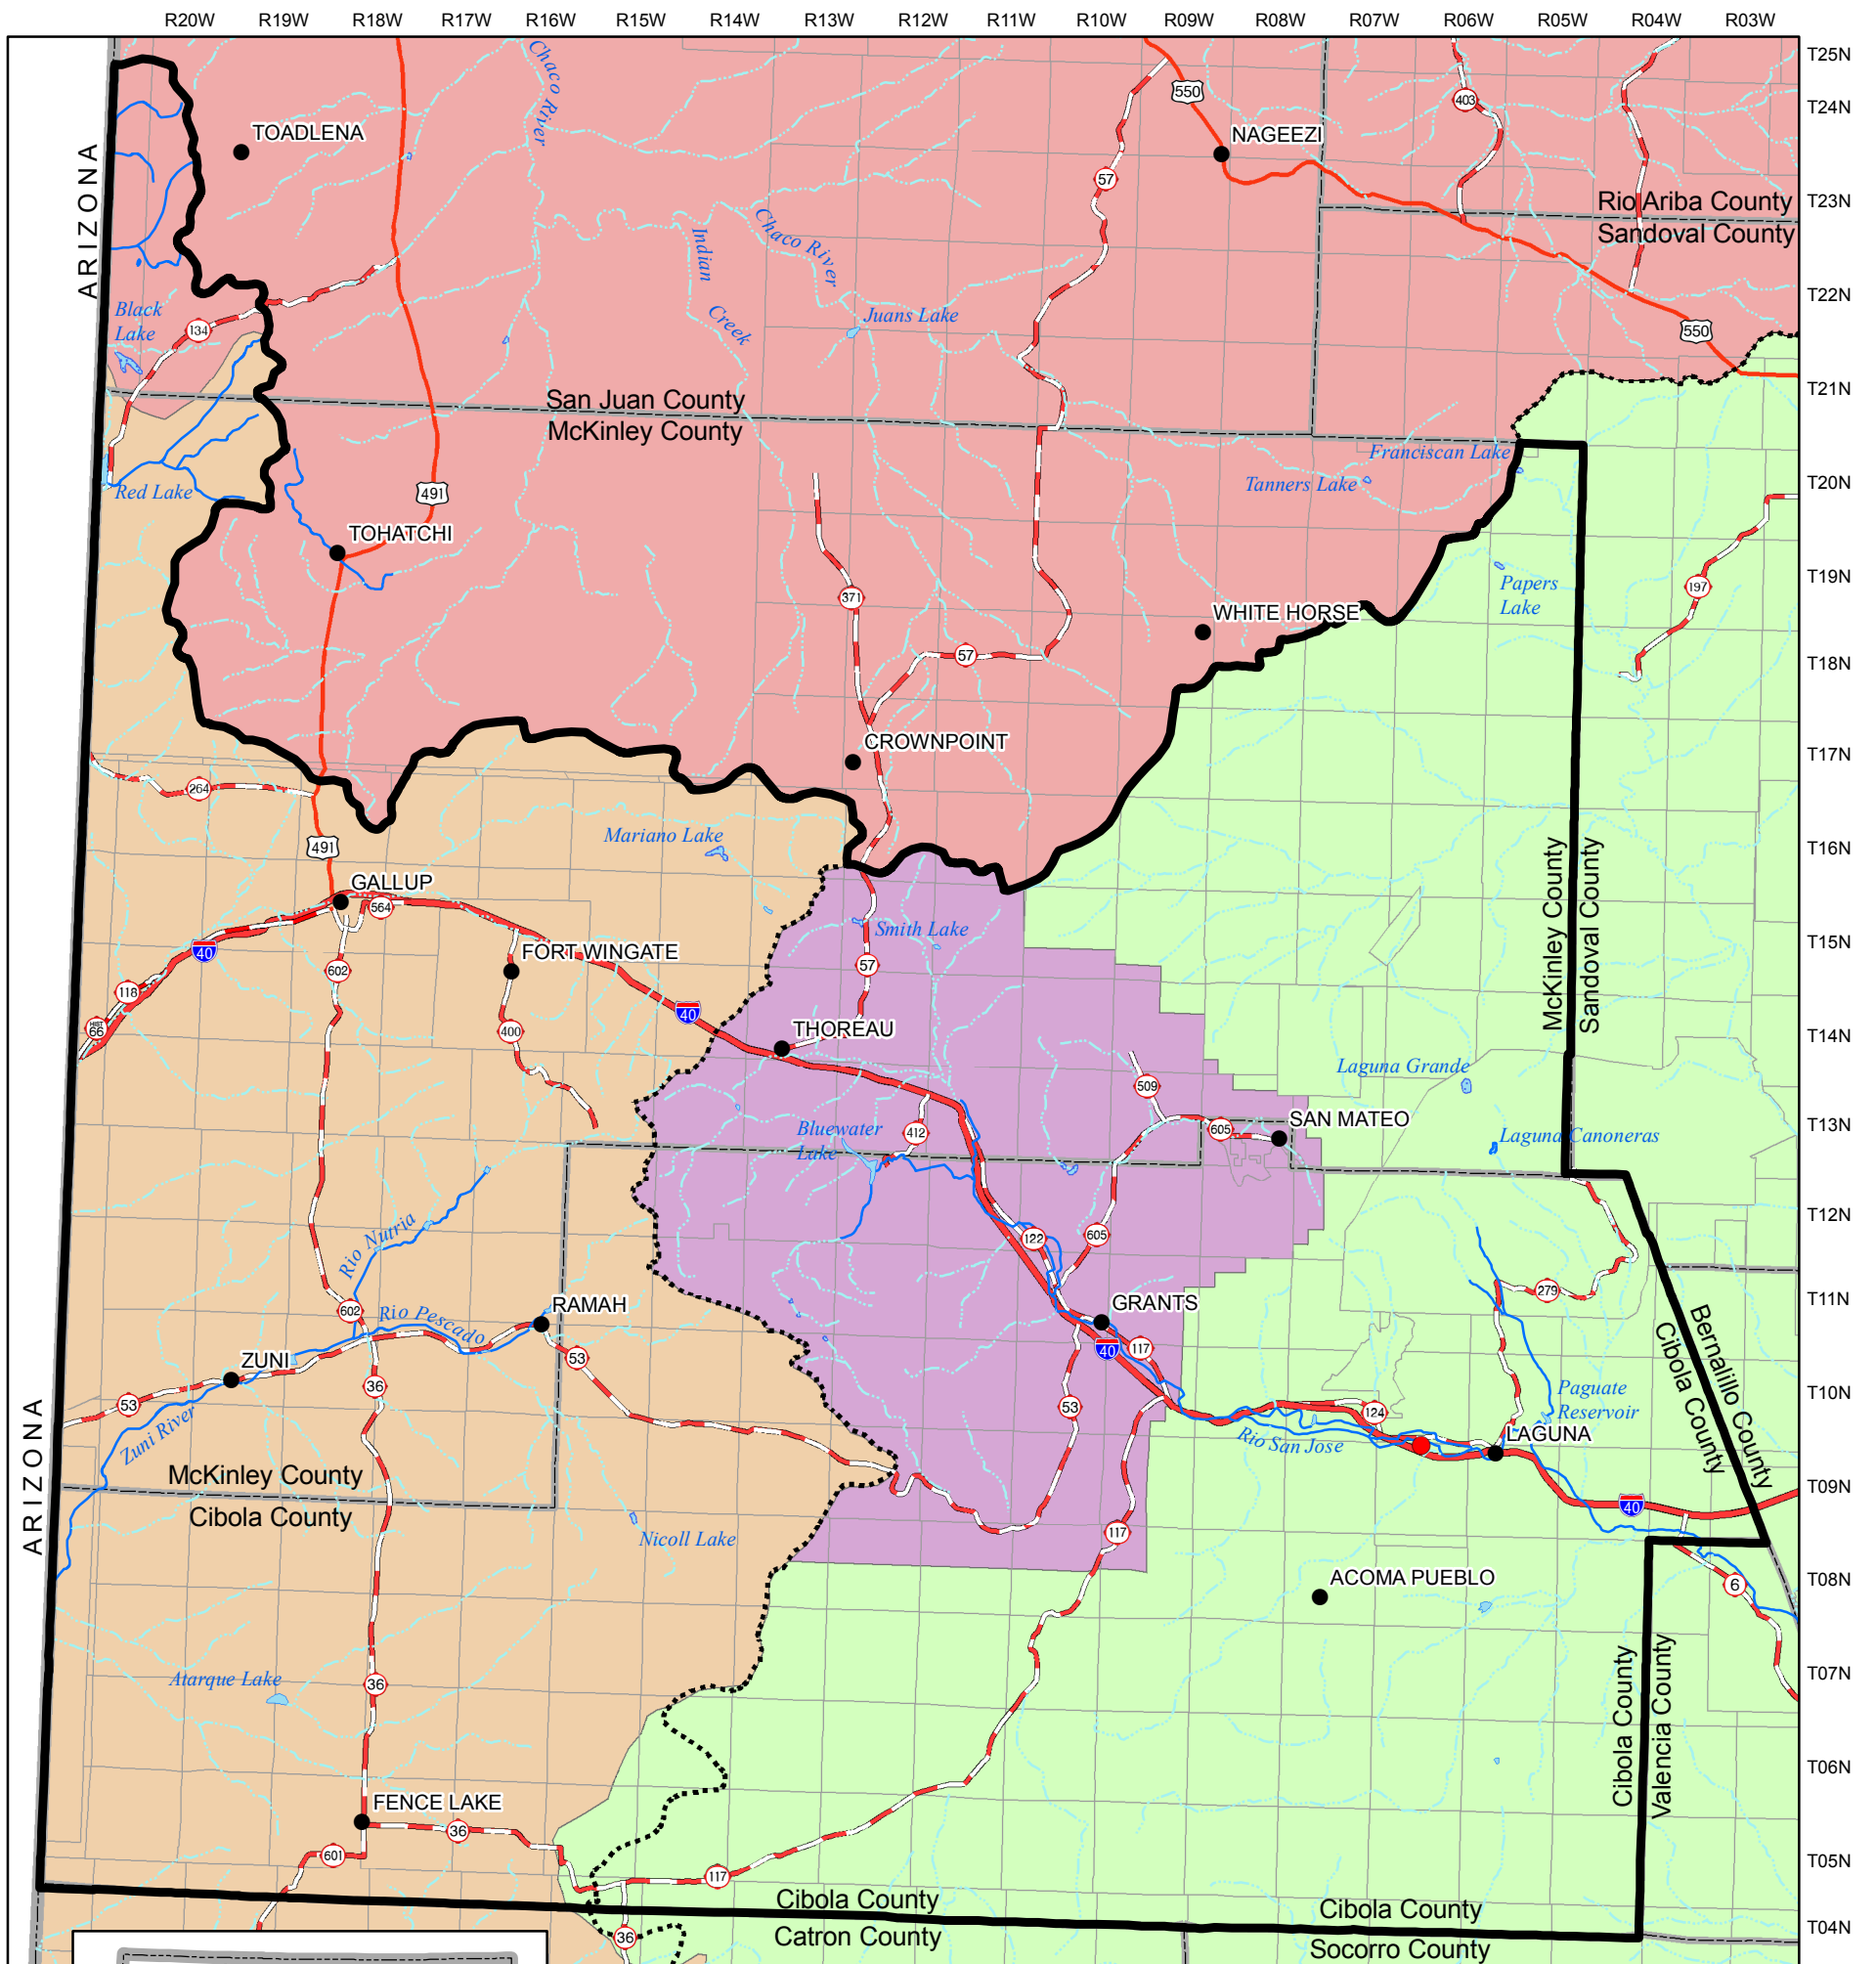 R20W R19W R18W R17W R16W R15W R14W R13W R12W R11W R10W R09W R08W R07W R06W R05W R04W R03W
T25N
T24N
T23N
T22N
T21N
T20N
T19N
T18N
T17N
T16N
T15N
T14N
T13N
T12N
T11N
T10N
T09N
T08N
T07N
T06N
T05N
T04N
ARIZONA
ARIZONA
Chaco River
550
403
TOADLENA
NAGEEZI
57
Rio Ariba County
Sandoval County
Chaco River
Indian Creek
Black
Lake
134
Juans Lake
550
San Juan County
McKinley County
Franciscan Lake
Tanners Lake
Red Lake
491
TOHATCHI
Papers
Lake
197
371
WHITE HORSE
57
CROWNPOINT
264
Mariano Lake
491
McKinley County
Sandoval County
GALLUP
564
Smith Lake
40
FORT WINGATE
602
57
118
40
HIST
66
400
THOREAU
Laguna Grande
509
SAN MATEO
Bluewater
Lake
412
605
Laguna Canoneras
Rio Nutria
122
605
279
602
Rio Pescado
RAMAH
GRANTS
Bernalillo County
Cibola County
40
117
ZUNI
53
36
53
53
Zuni River
124
Paguate
Reservoir
LAGUNA
Rio San Jose
McKinley County
Cibola County
40
Nicoll Lake
117
ACOMA PUEBLO
6
Atarque Lake
36
Cibola County
Valencia County
FENCE LAKE
36
601
117
Cibola County
Catron County
Cibola County
Socorro County
36